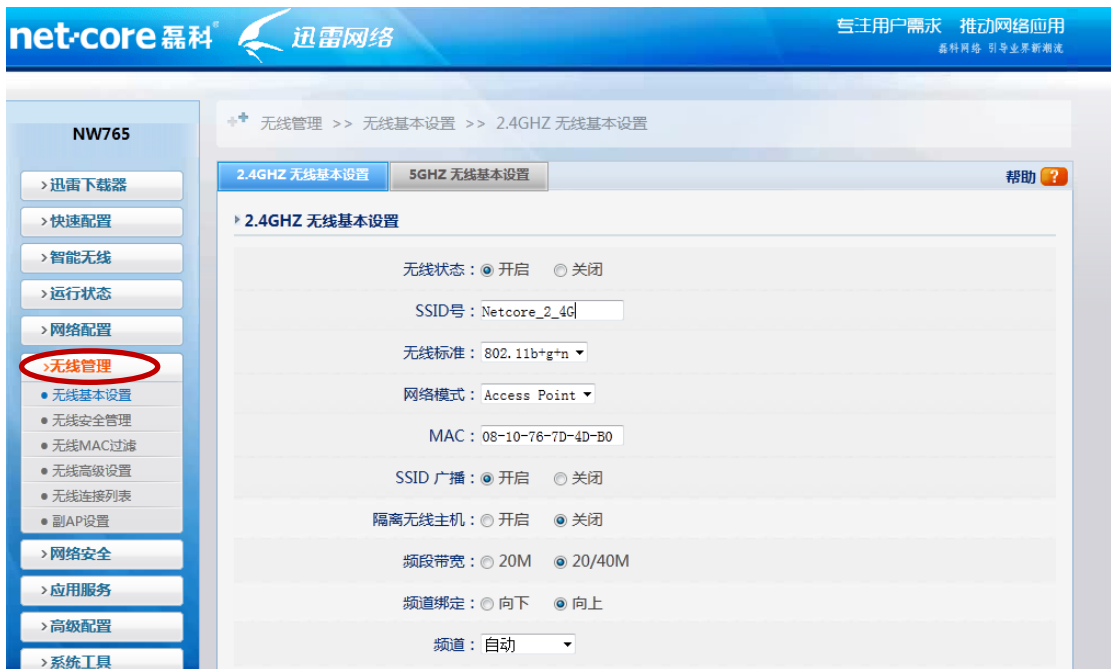 net·core 磊科 迅雷网络
专注用户需求 推动网络应用
磊科网络 引导业界新潮流
NW765
›迅雷下载器
›快速配置
›智能无线
›运行状态
›网络配置
›无线管理
● 无线基本设置
● 无线安全管理
● 无线MAC过滤
● 无线高级设置
● 无线连接列表
● 副AP设置
›网络安全
›应用服务
›高级配置
›系统工具
无线管理 >> 无线基本设置 >> 2.4GHZ 无线基本设置
2.4GHZ 无线基本设置 5GHZ 无线基本设置 帮助 ?
2.4GHZ 无线基本设置
无线状态: 开启 关闭
SSID号: Netcore_2_4G
无线标准: 802.11b+g+n
网络模式: Access Point
MAC: 08-10-76-7D-4D-B0
SSID 广播: 开启 关闭
隔离无线主机: 开启 关闭
频段带宽: 20M 20/40M
频道绑定: 向下 向上
频道: 自动